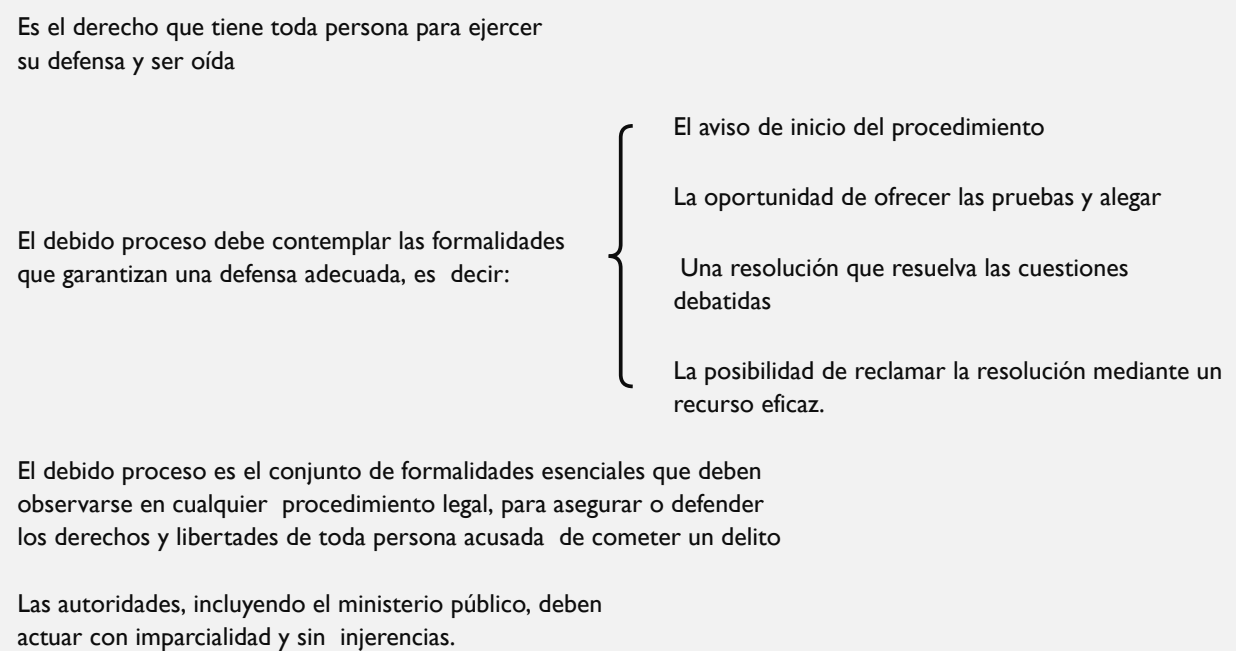 Es el derecho que tiene toda persona para ejercer
su defensa y ser oída
El debido proceso debe contemplar las formalidades
que garantizan una defensa adecuada, es decir:
El aviso de inicio del procedimiento
La oportunidad de ofrecer las pruebas y alegar
Una resolución que resuelva las cuestiones
debatidas
La posibilidad de reclamar la resolución mediante un
recurso eficaz.
El debido proceso es el conjunto de formalidades esenciales que deben
observarse en cualquier procedimiento legal, para asegurar o defender
los derechos y libertades de toda persona acusada de cometer un delito
Las autoridades, incluyendo el ministerio público, deben
actuar con imparcialidad y sin injerencias.